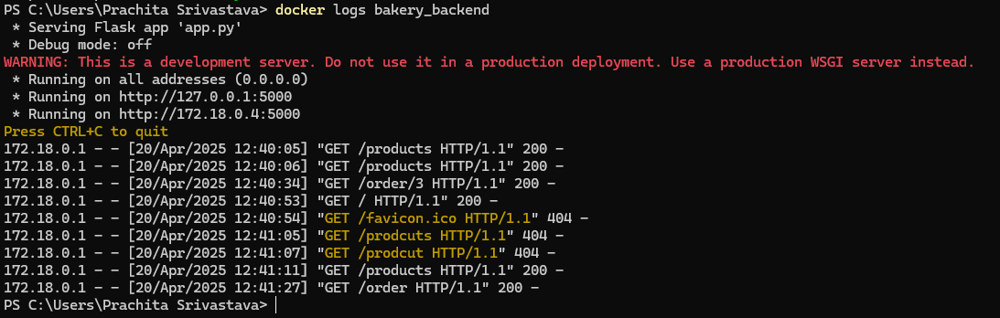 PS C:\Users\Prachita Srivastava> docker logs bakery_backend
 * Serving Flask app 'app.py'
 * Debug mode: off
WARNING: This is a development server. Do not use it in a production deployment. Use a production WSGI server instead.
 * Running on all addresses (0.0.0.0)
 * Running on http://127.0.0.1:5000
 * Running on http://172.18.0.4:5000
Press CTRL+C to quit
172.18.0.1 - - [20/Apr/2025 12:40:05] "GET /products HTTP/1.1" 200 -
172.18.0.1 - - [20/Apr/2025 12:40:06] "GET /products HTTP/1.1" 200 -
172.18.0.1 - - [20/Apr/2025 12:40:34] "GET /order/3 HTTP/1.1" 200 -
172.18.0.1 - - [20/Apr/2025 12:40:53] "GET / HTTP/1.1" 200 -
172.18.0.1 - - [20/Apr/2025 12:40:54] "GET /favicon.ico HTTP/1.1" 404 -
172.18.0.1 - - [20/Apr/2025 12:41:05] "GET /prodcuts HTTP/1.1" 404 -
172.18.0.1 - - [20/Apr/2025 12:41:07] "GET /prodcut HTTP/1.1" 404 -
172.18.0.1 - - [20/Apr/2025 12:41:11] "GET /products HTTP/1.1" 200 -
172.18.0.1 - - [20/Apr/2025 12:41:27] "GET /order HTTP/1.1" 200 -
PS C:\Users\Prachita Srivastava>